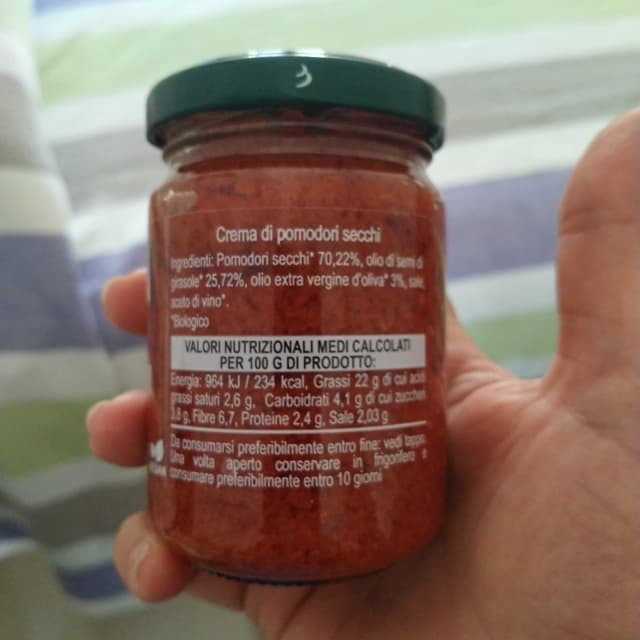 Crema di pomodori secchi
Ingredienti: Pomodori secchi* 70,22%, olio di semi di
girasole* 25,72%, olio extra vergine d'oliva* 3%, sale,
aceto di vino*.
*Biologico
VALORI NUTRIZIONALI MEDI CALCOLATI
PER 100 G DI PRODOTTO:
Energia: 964 kJ / 234 kcal, Grassi 22 g di cui acidi
grassi saturi 2,6 g, Carboidrati 4,1 g di cui zuccheri
3,8 g, Fibre 6,7, Proteine 2,4 g, Sale 2,03 g
Da consumarsi preferibilmente entro fine: vedi tappo.
Una volta aperto conservare in frigorifero e
consumare preferibilmente entro 10 giorni